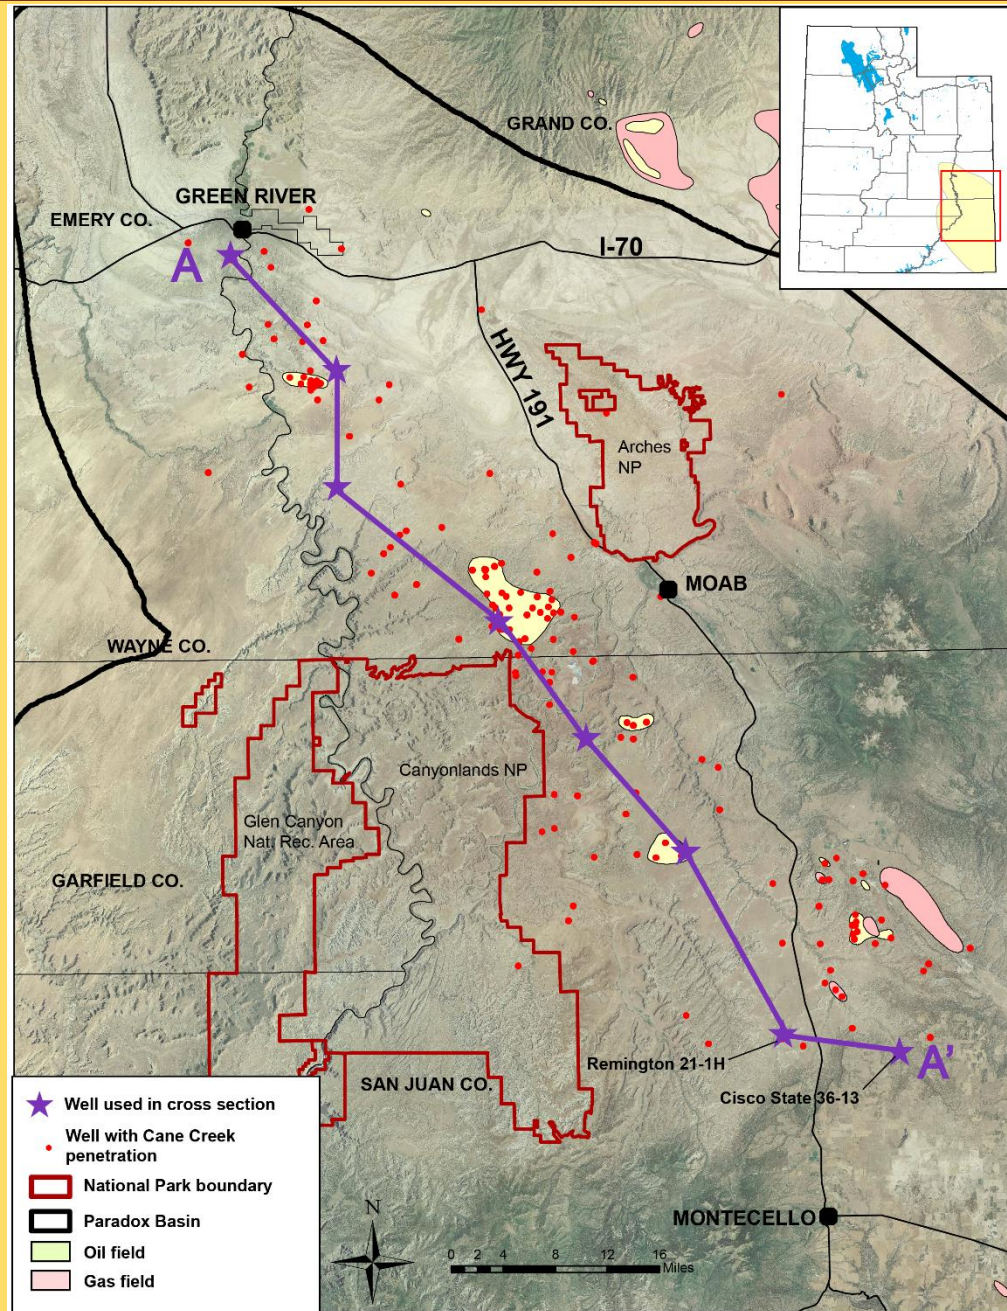 GRAND CO.
GREEN RIVER
EMERY CO.
I-70
A
HWY 191
Arches
NP
MOAB
WAYNE CO.
Canyonlands NP
Glen Canyon
Nat. Rec. Area
GARFIELD CO.
Remington 21-1H
A'
SAN JUAN CO.
Cisco State 36-13
Well used in cross section
Well with Cane Creek
penetration
National Park boundary
Paradox Basin
Oil field
Gas field
N
MONTECELLO
0 2 4 8 12 16
Miles